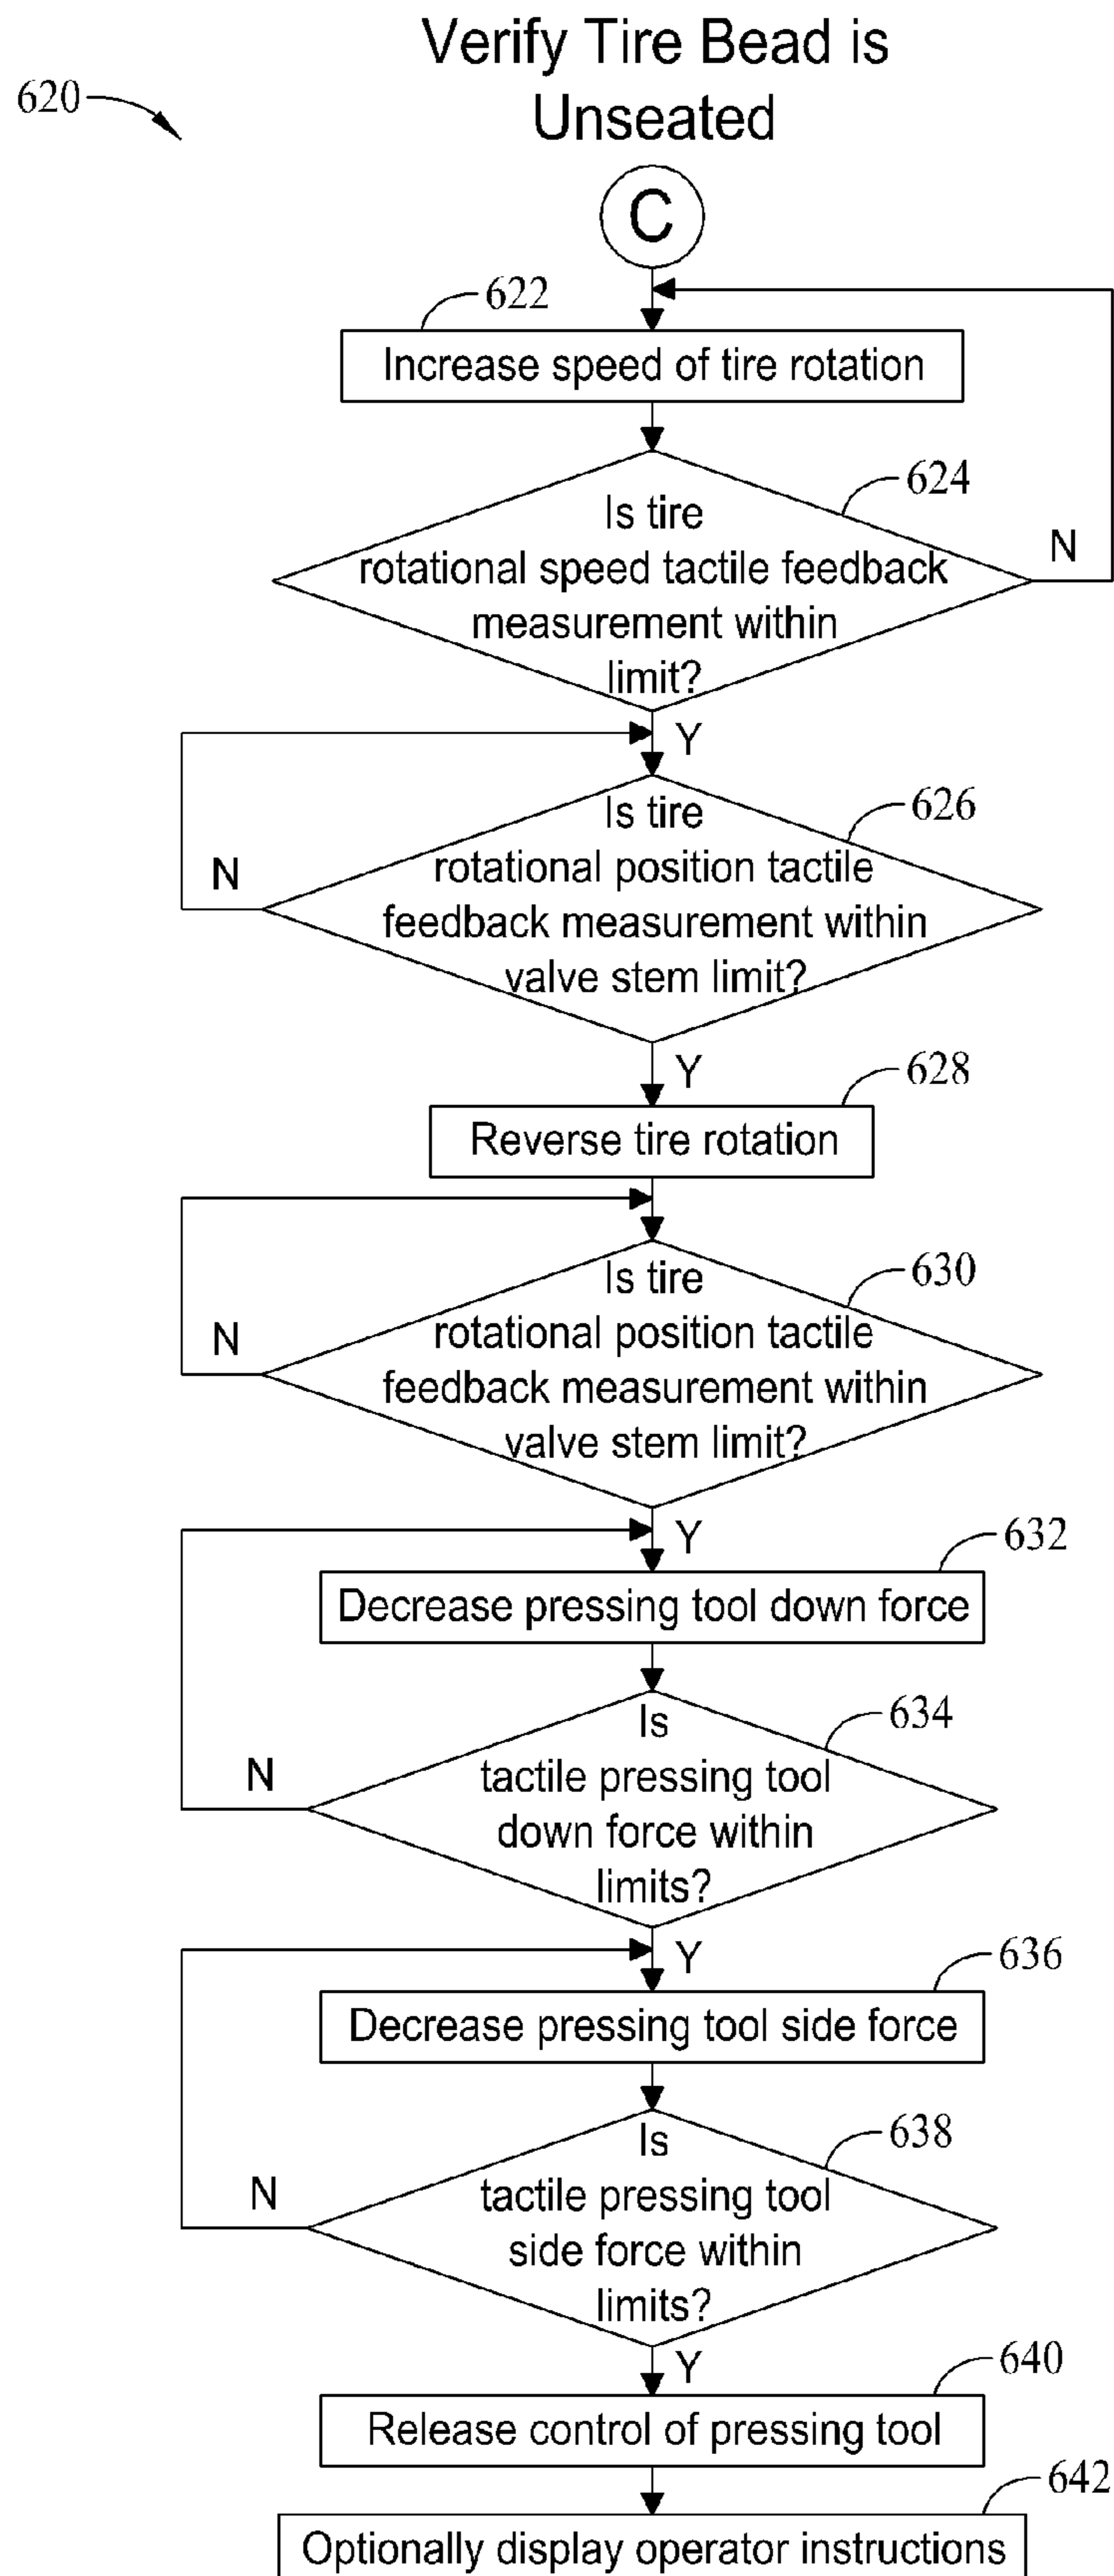 Verify Tire Bead is
Unseated
620
C
622
Increase speed of tire rotation
624
Is tire
rotational speed tactile feedback
measurement within
limit?
N
Y
626
Is tire
rotational position tactile
feedback measurement within
valve stem limit?
N
Y
628
Reverse tire rotation
630
Is tire
rotational position tactile
feedback measurement within
valve stem limit?
N
Y
632
Decrease pressing tool down force
634
Is
tactile pressing tool
down force within
limits?
N
Y
636
Decrease pressing tool side force
638
Is
tactile pressing tool
side force within
limits?
N
Y
640
Release control of pressing tool
642
Optionally display operator instructions